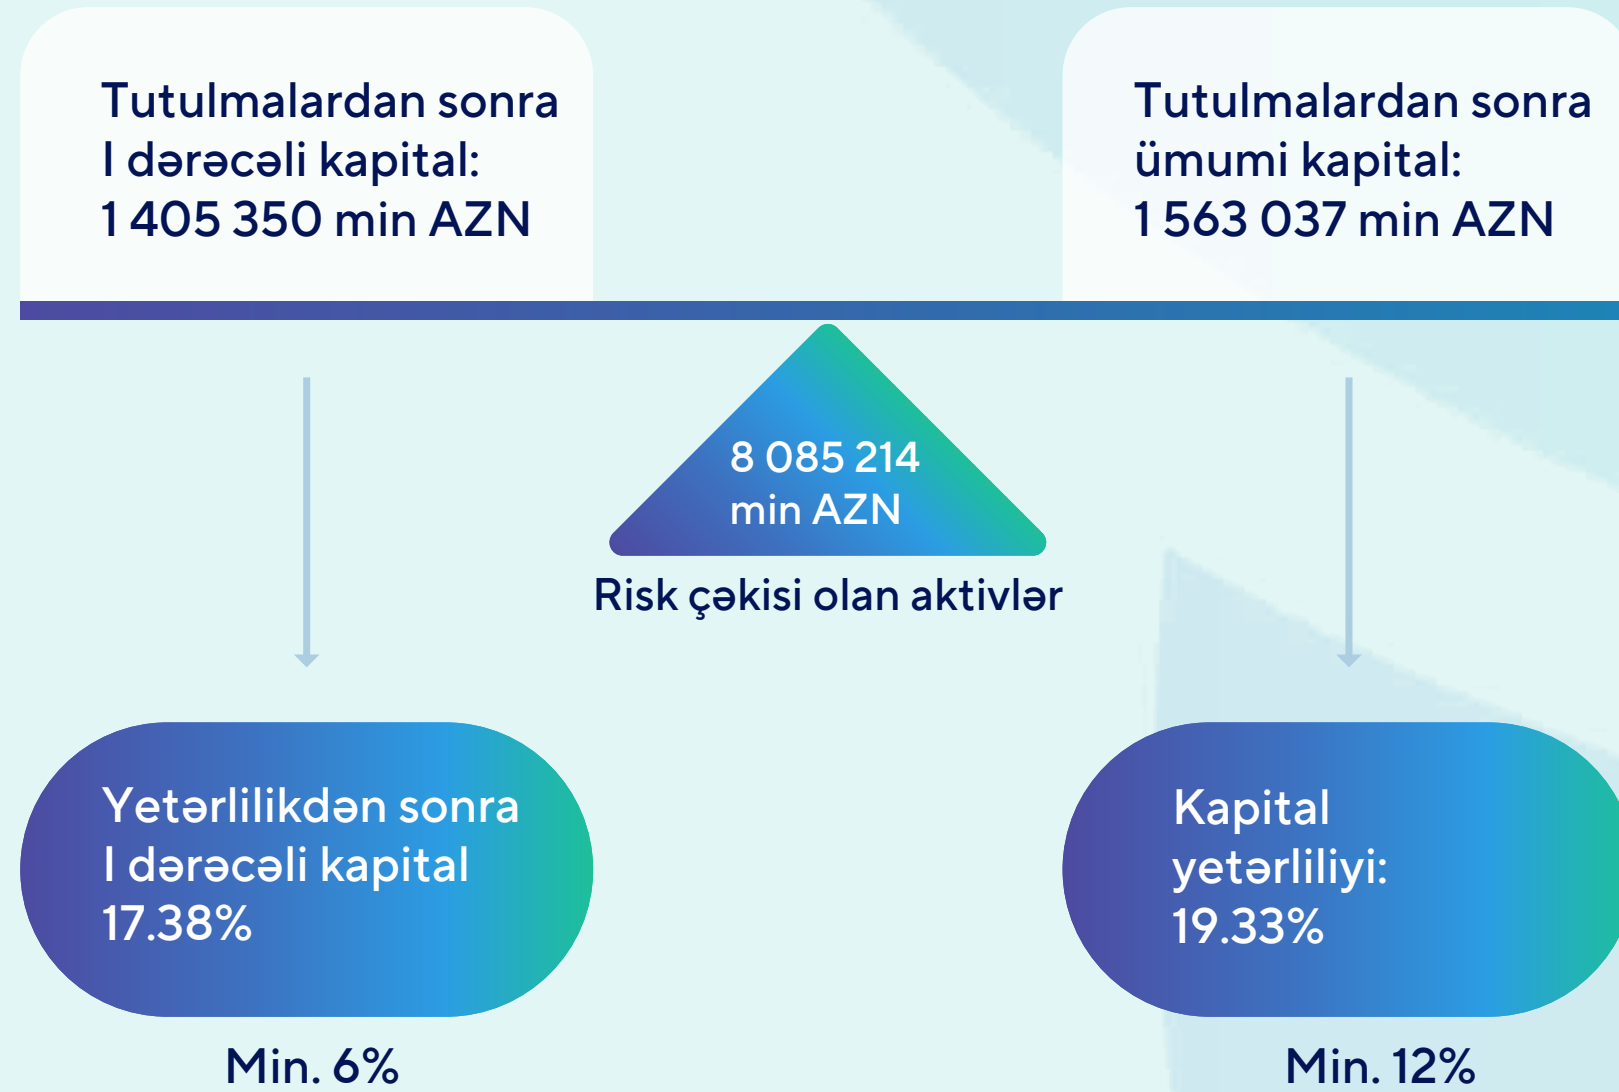 Tutulmalardan sonra
I dərəcəli kapital:
1 405 350 min AZN
Tutulmalardan sonra
ümumi kapital:
1 563 037 min AZN
8 085 214
min AZN
Risk çəkisi olan aktivlər
Yetərlilikdən sonra
I dərəcəli kapital
17.38%
Min. 6%
Kapital
yetərliliyi:
19.33%
Min. 12%